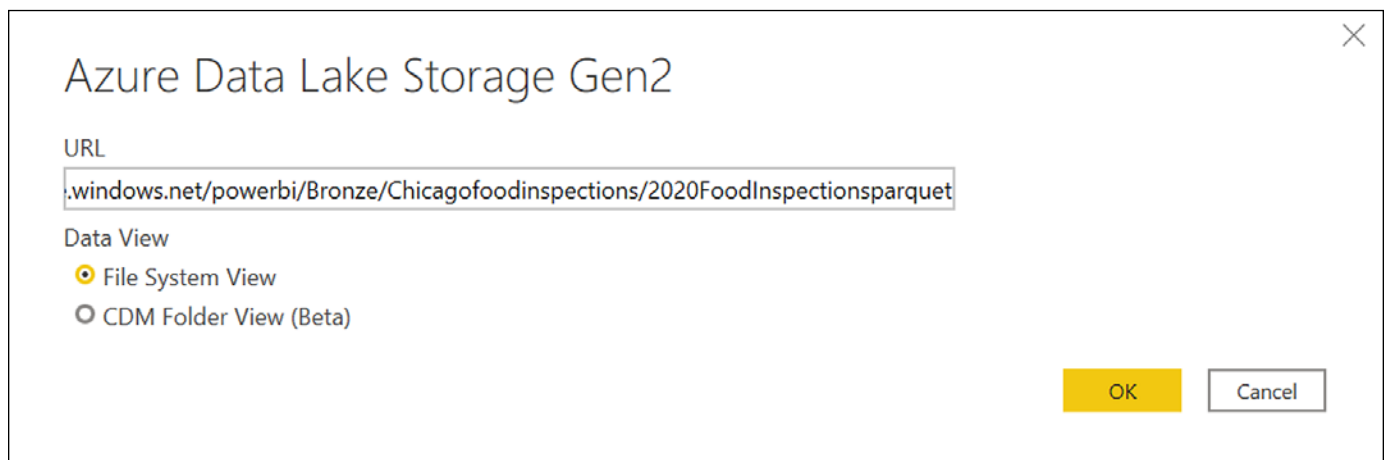 Azure Data Lake Storage Gen2
URL
.windows.net/powerbi/Bronze/Chicagofoodinspections/2020FoodInspectionsparquet
Data View
File System View
CDM Folder View (Beta)
OK Cancel